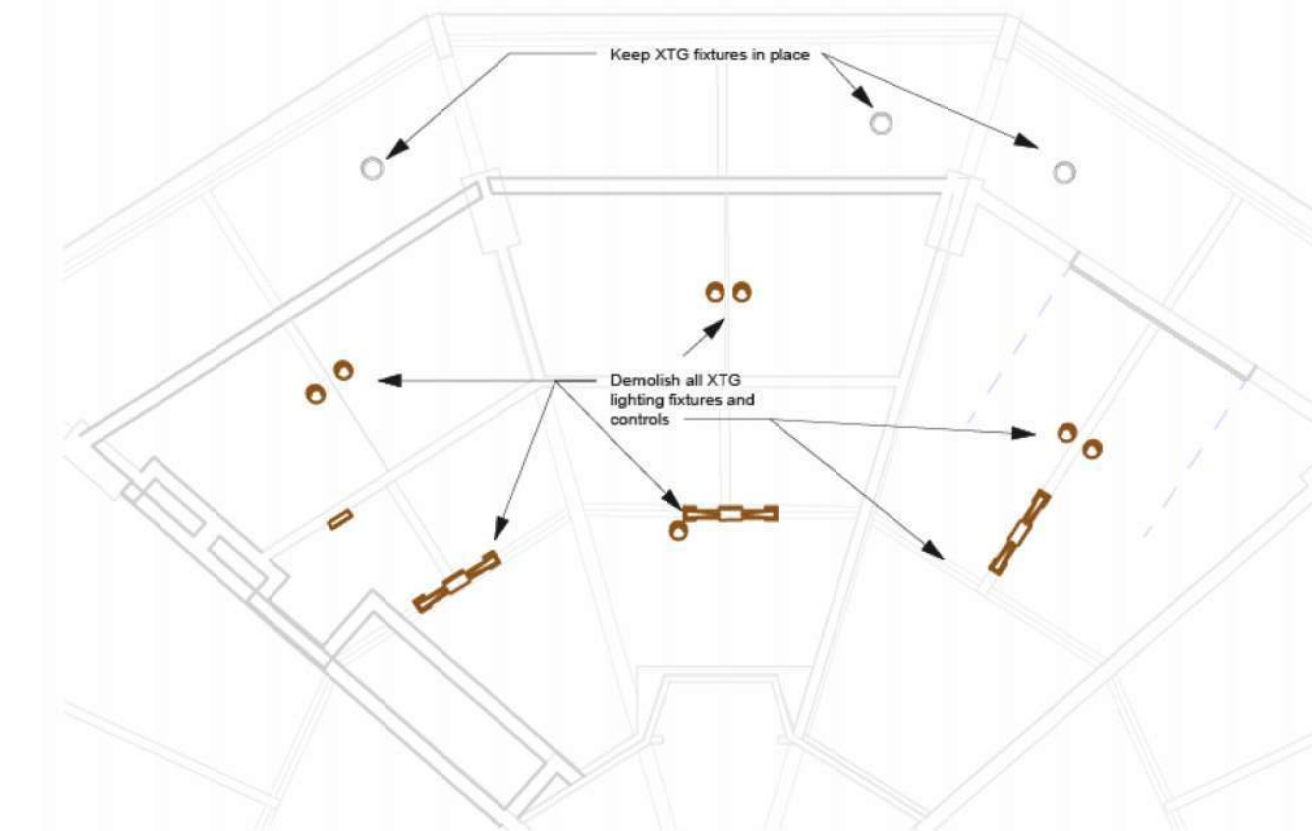 Keep XTG fixtures in place
Demolish all XTG
lighting fixtures and
controls